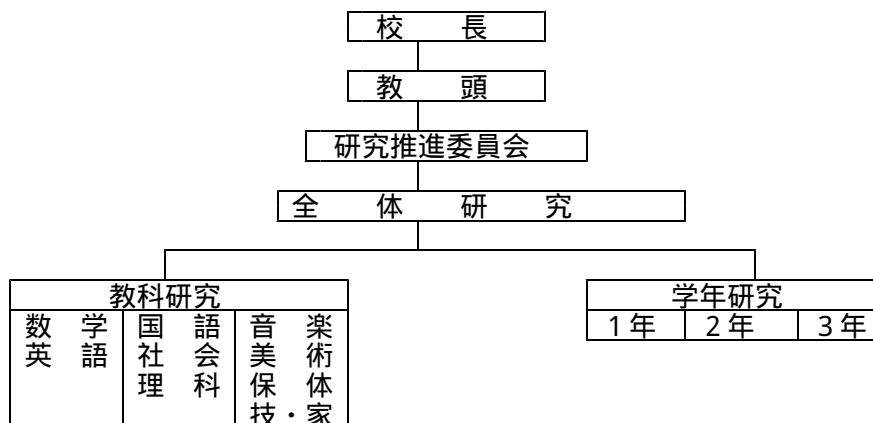 校　　長
教　　頭
研究推進委員会
全　　体　　研　　究
教科研究
数　学
英　語
国　語
社　会
理　科
音　楽
美　術
保　体
技・家
学年研究
1年　2年　3年